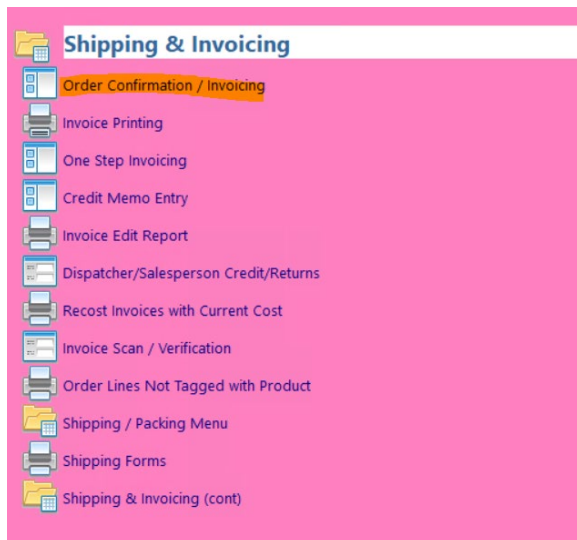 Shipping & Invoicing
Order Confirmation / Invoicing
Invoice Printing
One Step Invoicing
Credit Memo Entry
Invoice Edit Report
Dispatcher/Salesperson Credit/Returns
Recost Invoices with Current Cost
Invoice Scan / Verification
Order Lines Not Tagged with Product
Shipping / Packing Menu
Shipping Forms
Shipping & Invoicing (cont)